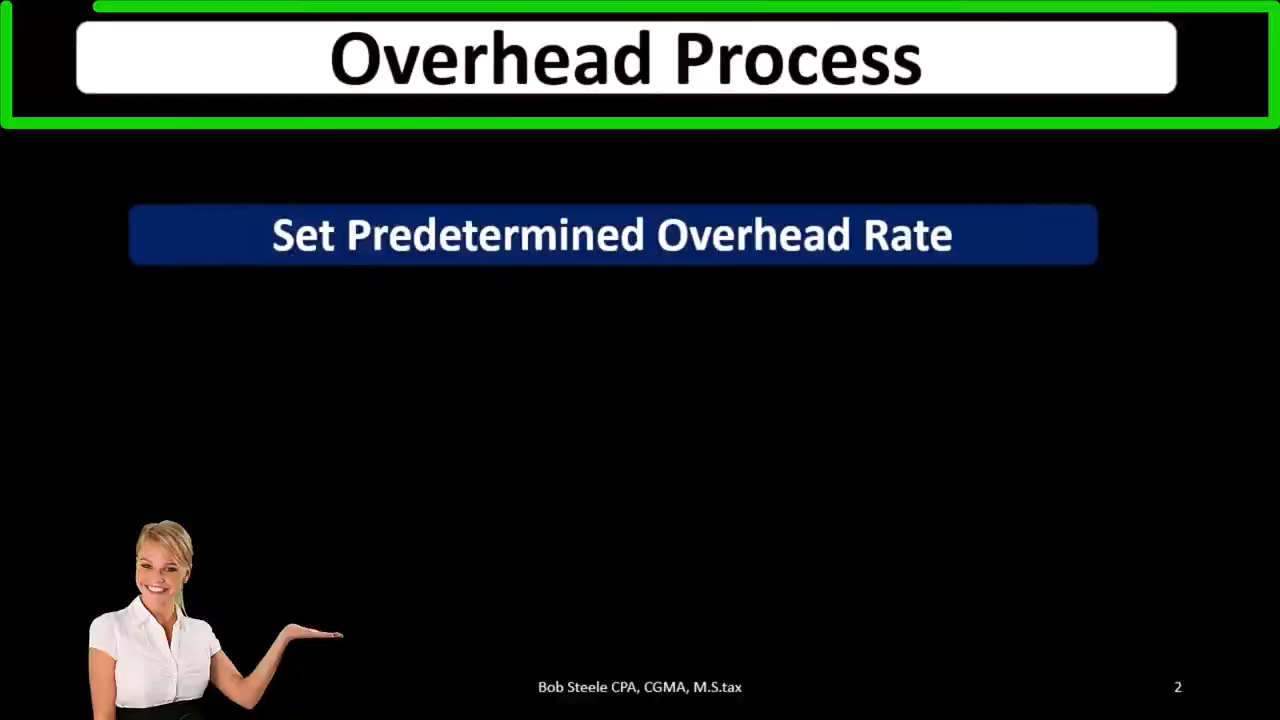 Overhead Process
Set Predetermined Overhead Rate
Bob Steele CPA, CGMA, M.S.tax
2